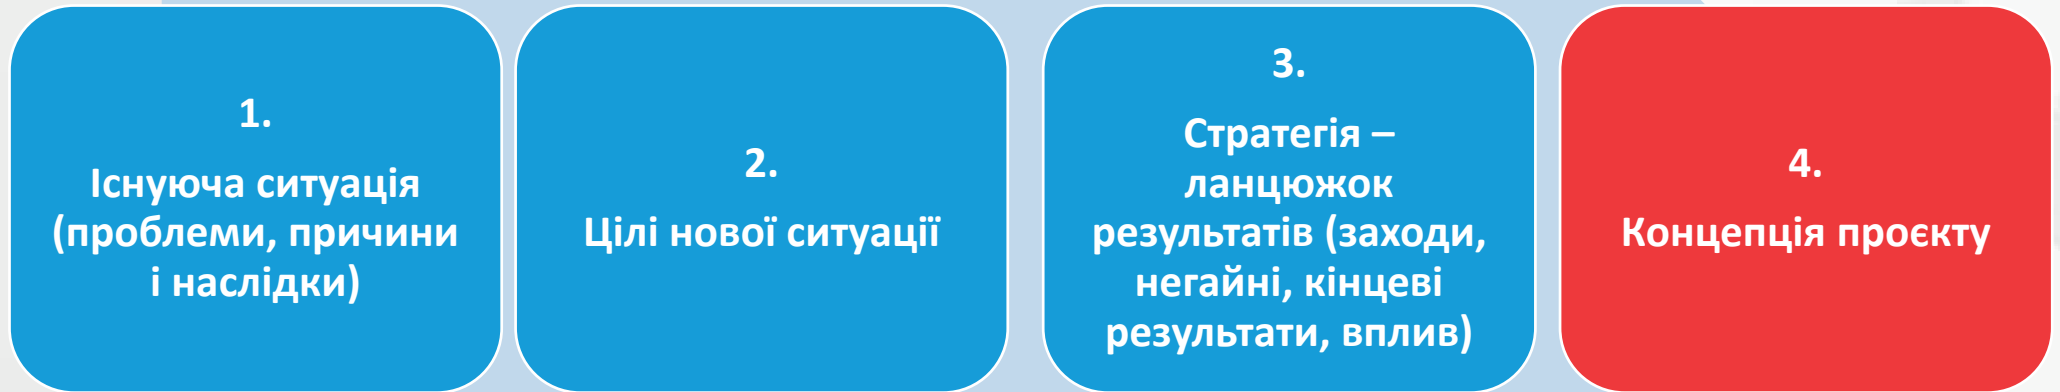 1.
Існуюча ситуація
(проблеми, причини
і наслідки)
2.
Цілі нової ситуації
3.
Стратегія –
ланцюжок
результатів (заходи,
негайні, кінцеві
результати, вплив)
4.
Концепція проєкту